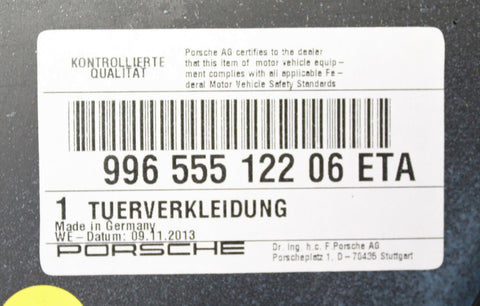 KONTROLLIERTE
QUALITAT
Porsche AG certifies to the dealer
that this item of motor vehicle equip-
ment complies with all applicable Fe-
deral Motor Vehicle Safety Standards
996 555 122 06 ETA
1 TUERVERKLEIDUNG
Made in Germany
WE - Datum: 09.11.2013
PORSCHE
Dr. Ing. h.c. F.Porsche AG
Porscheplatz 1, D - 70435 Stuttgart